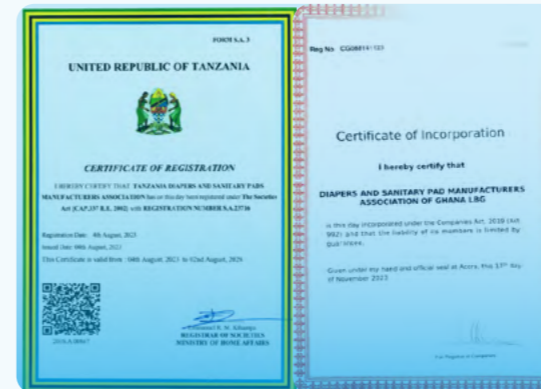 FORM S.A. 3
UNITED REPUBLIC OF TANZANIA
CERTIFICATE OF REGISTRATION
I HEREBY CERTIFY THAT TANZANIA DIAPERS AND SANITARY PADS
MANUFACTURERS ASSOCIATION has on this day been registered under The Societies
Act [CAP.337 R.E. 2002] with REGISTRATION NUMBER S.A.
Registration Date: 4th August, 2023
Issued Date: 04th August, 2023
This Certificate is valid from : 04th August, 2023 to 02nd August,
REGISTRAR OF SOCIETIES
MINISTRY OF HOME AFFAIRS
Reg No.
Certificate of Incorporation
I hereby certify that
DIAPERS AND SANITARY PAD MANUFACTURERS
ASSOCIATION OF GHANA LBG
is this day incorporated under the Companies Act, 2019 (Act
992) and that the liability of its members is limited by
Given under my hand and official seal at Accra, this 17th day
of November 2023